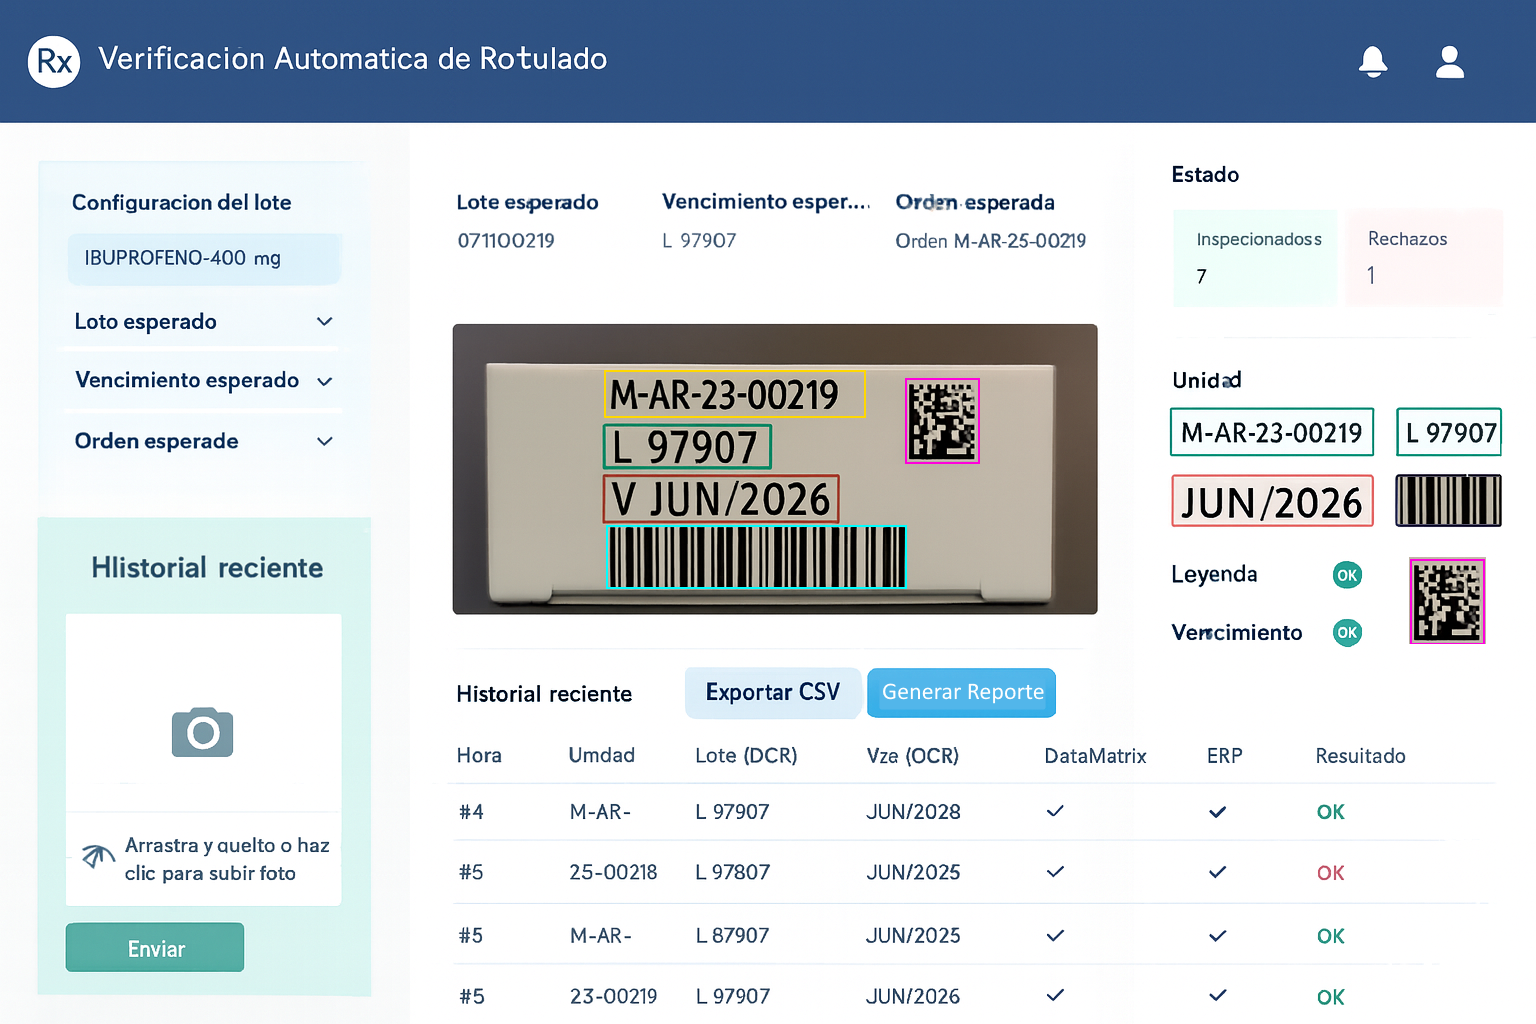 Rx Verificacion Automatica de Rotulado
Configuracion del lote
IBUPROFENO-400 mg
Loto esperado
Vencimiento esperado
Orden esperade
Hlistorial reciente
Arrastra y quelto o haz
clic para subir foto
Enviar
Lote esperado
071100219
Vencimiento esper....
L 97907
Orden esperada
Orden M-AR-25-00219
M-AR-23-00219
L 97907
V JUN/2026
Historial reciente
Exportar CSV
Generar Reporte
Hora Umdad Lote (DCR) Vze (OCR) DataMatrix ERP Resuitado
#4 M-AR- L 97907 JUN/2028 OK
#5 25-00218 L 97807 JUN/2025 OK
#5 M-AR- L 87907 JUN/2025 OK
#5 23-00219 L 97907 JUN/2026 OK
Estado
Inspecionadoss
7
Rechazos
1
Unidad
M-AR-23-00219
L 97907
JUN/2026
Leyenda OK
Vencimiento OK